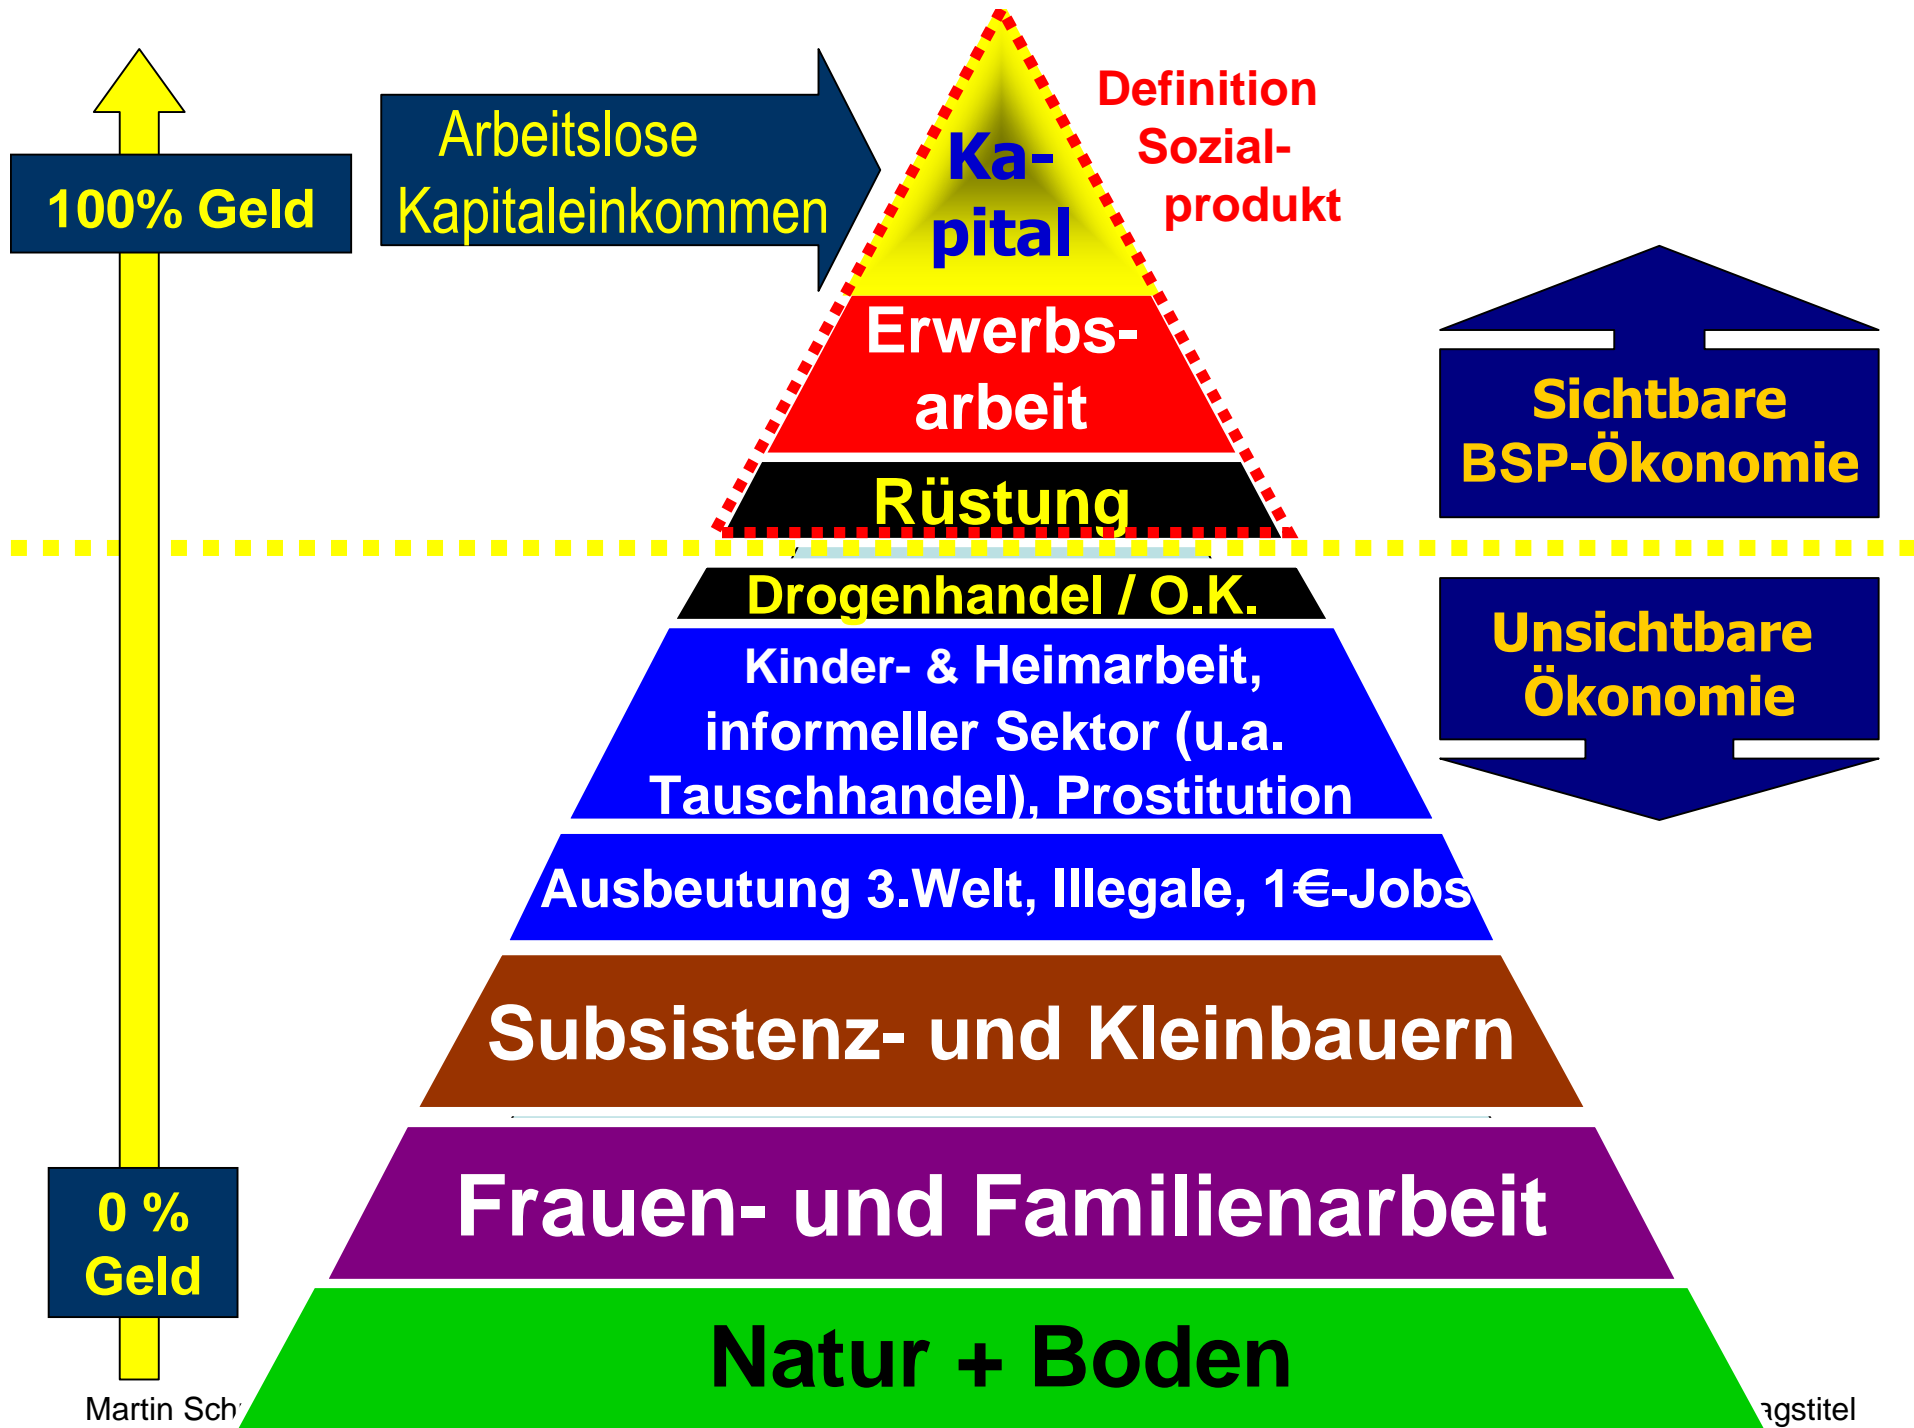 100% Geld
Arbeitslose
Kapitaleinkommen
Definition
Sozial-
produkt
Ka-
pital
Erwerbs-
arbeit
Rüstung
Sichtbare
BSP-Ökonomie
Drogenhandel / O.K.
Unsichtbare
Ökonomie
Kinder- & Heimarbeit,
informeller Sektor (u.a.
Tauschhandel), Prostitution
Ausbeutung 3.Welt, Illegale, 1€-Jobs
Subsistenz- und Kleinbauern
Frauen- und Familienarbeit
0 %
Geld
Natur + Boden
Martin